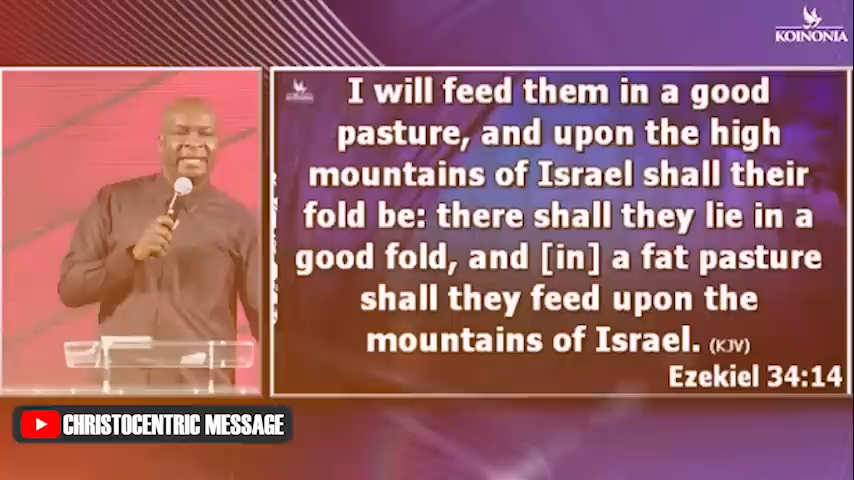 KOINONIA
I will feed them in a good
pasture, and upon the high
mountains of Israel shall their
fold be: there shall they lie in a
good fold, and [in] a fat pasture
shall they feed upon the
mountains of Israel. (KJV)
Ezekiel 34:14
CHRISTOCENTRIC MESSAGE